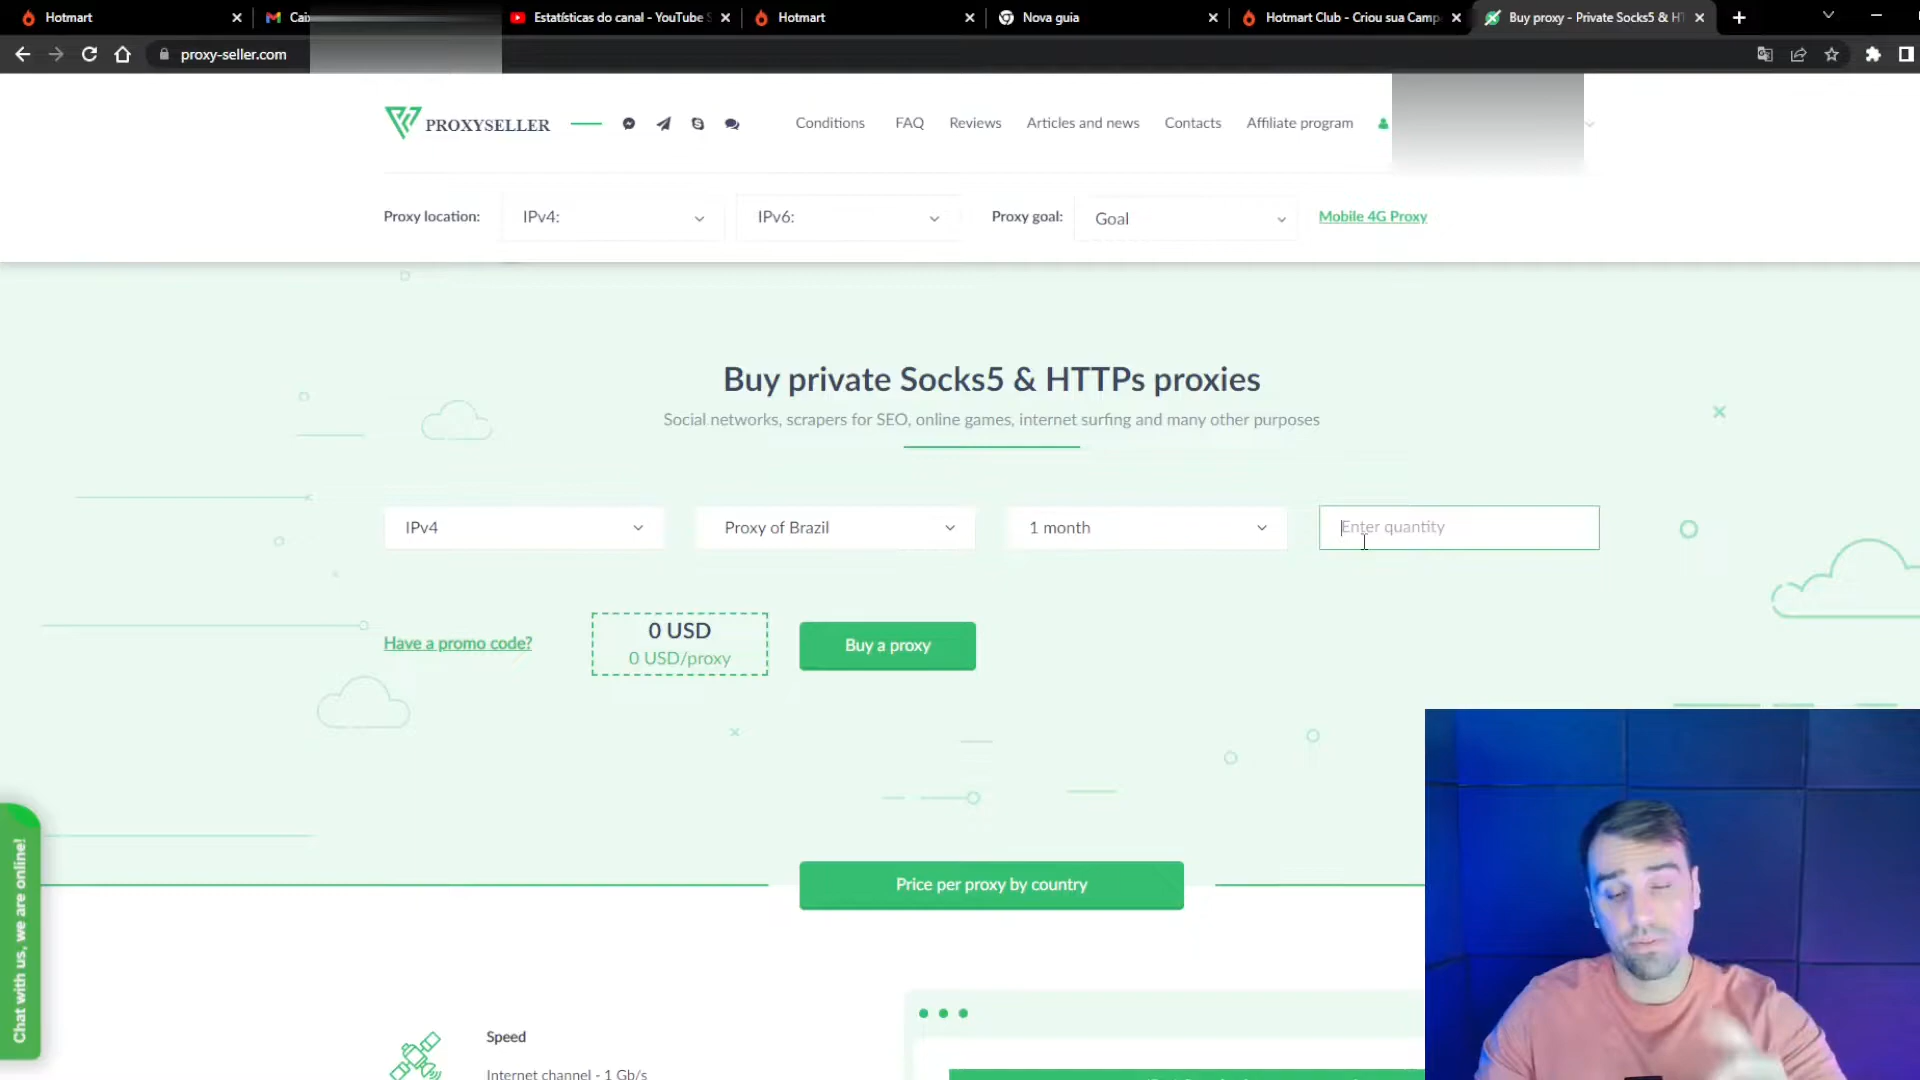 Hotmart
Caix
Estatísticas do canal - YouTube S
Hotmart
Nova guia
Hotmart Club - Criou sua Camp
Buy proxy - Private Socks5 & HT
proxy-seller.com
PROXYSELLER
Conditions
FAQ
Reviews
Articles and news
Contacts
Affiliate program
Proxy location:
IPv4:
IPv6:
Proxy goal:
Goal
Mobile 4G Proxy
Buy private Socks5 & HTTPs proxies
Social networks, scrapers for SEO, online games, internet surfing and many other purposes
IPv4
Proxy of Brazil
1 month
Enter quantity
Have a promo code?
0 USD
0 USD/proxy
Buy a proxy
Price per proxy by country
Chat with us, we are online!
Speed
Internet channel - 1 Gb/s